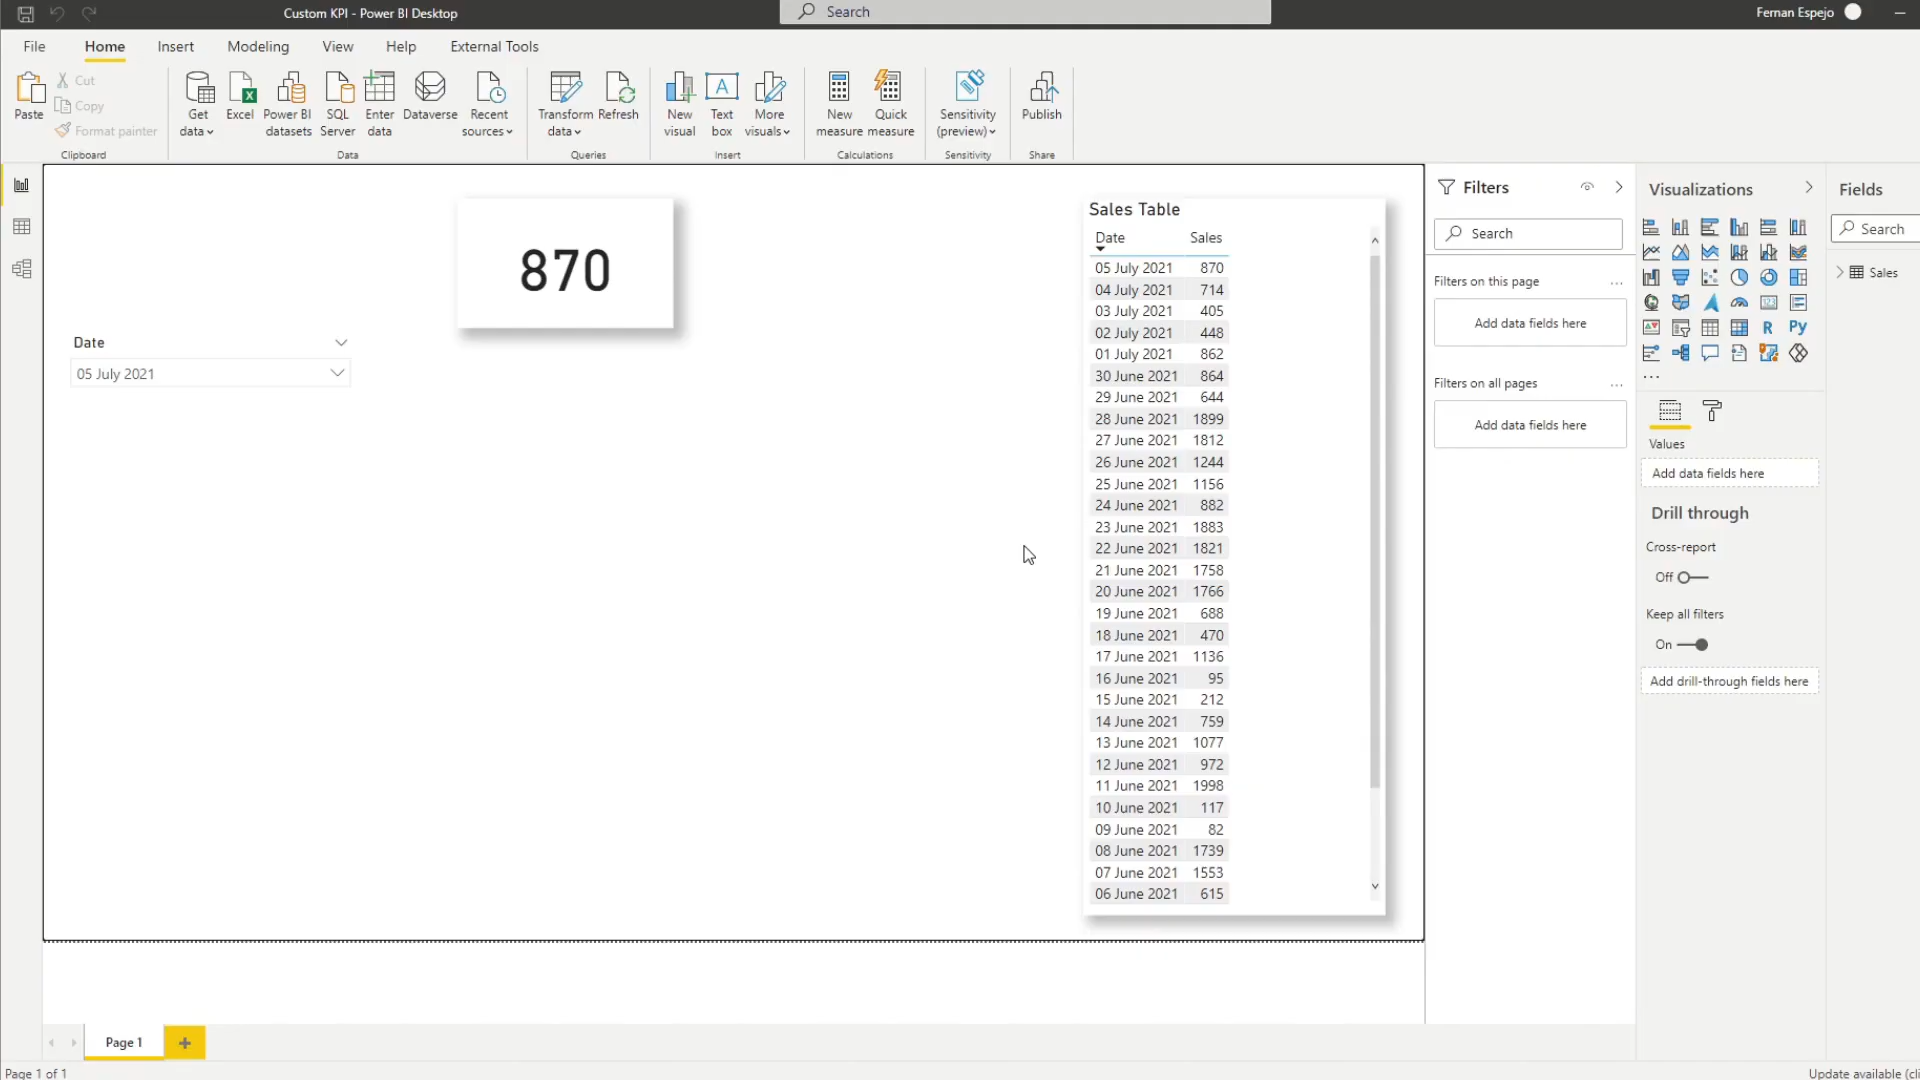 Custom KPI - Power BI Desktop
Search
Fernan Espejo
File
Home
Insert
Modeling
View
Help
External Tools
Paste
Cut
Copy
Format painter
Clipboard
Get data
Excel
Power BI datasets
SQL Server
Enter data
Dataverse
Recent sources
Data
Transform data
Refresh
Queries
New visual
Text box
More visuals
Insert
New measure
Quick measure
Calculations
Sensitivity (preview)
Sensitivity
Publish
Share
870
Date
05 July 2021
Sales Table
Date Sales
05 July 2021 870
04 July 2021 714
03 July 2021 405
02 July 2021 448
01 July 2021 862
30 June 2021 864
29 June 2021 644
28 June 2021 1899
27 June 2021 1812
26 June 2021 1244
25 June 2021 1156
24 June 2021 882
23 June 2021 1883
22 June 2021 1821
21 June 2021 1758
20 June 2021 1766
19 June 2021 688
18 June 2021 470
17 June 2021 1136
16 June 2021 95
15 June 2021 212
14 June 2021 759
13 June 2021 1077
12 June 2021 972
11 June 2021 1998
10 June 2021 117
09 June 2021 82
08 June 2021 1739
07 June 2021 1553
06 June 2021 615
Filters
Search
Filters on this page
Add data fields here
Filters on all pages
Add data fields here
Visualizations
R
Py
Values
Add data fields here
Drill through
Cross-report
Off
Keep all filters
On
Add drill-through fields here
Fields
Search
Sales
Page 1
Page 1 of 1
Update available (cli